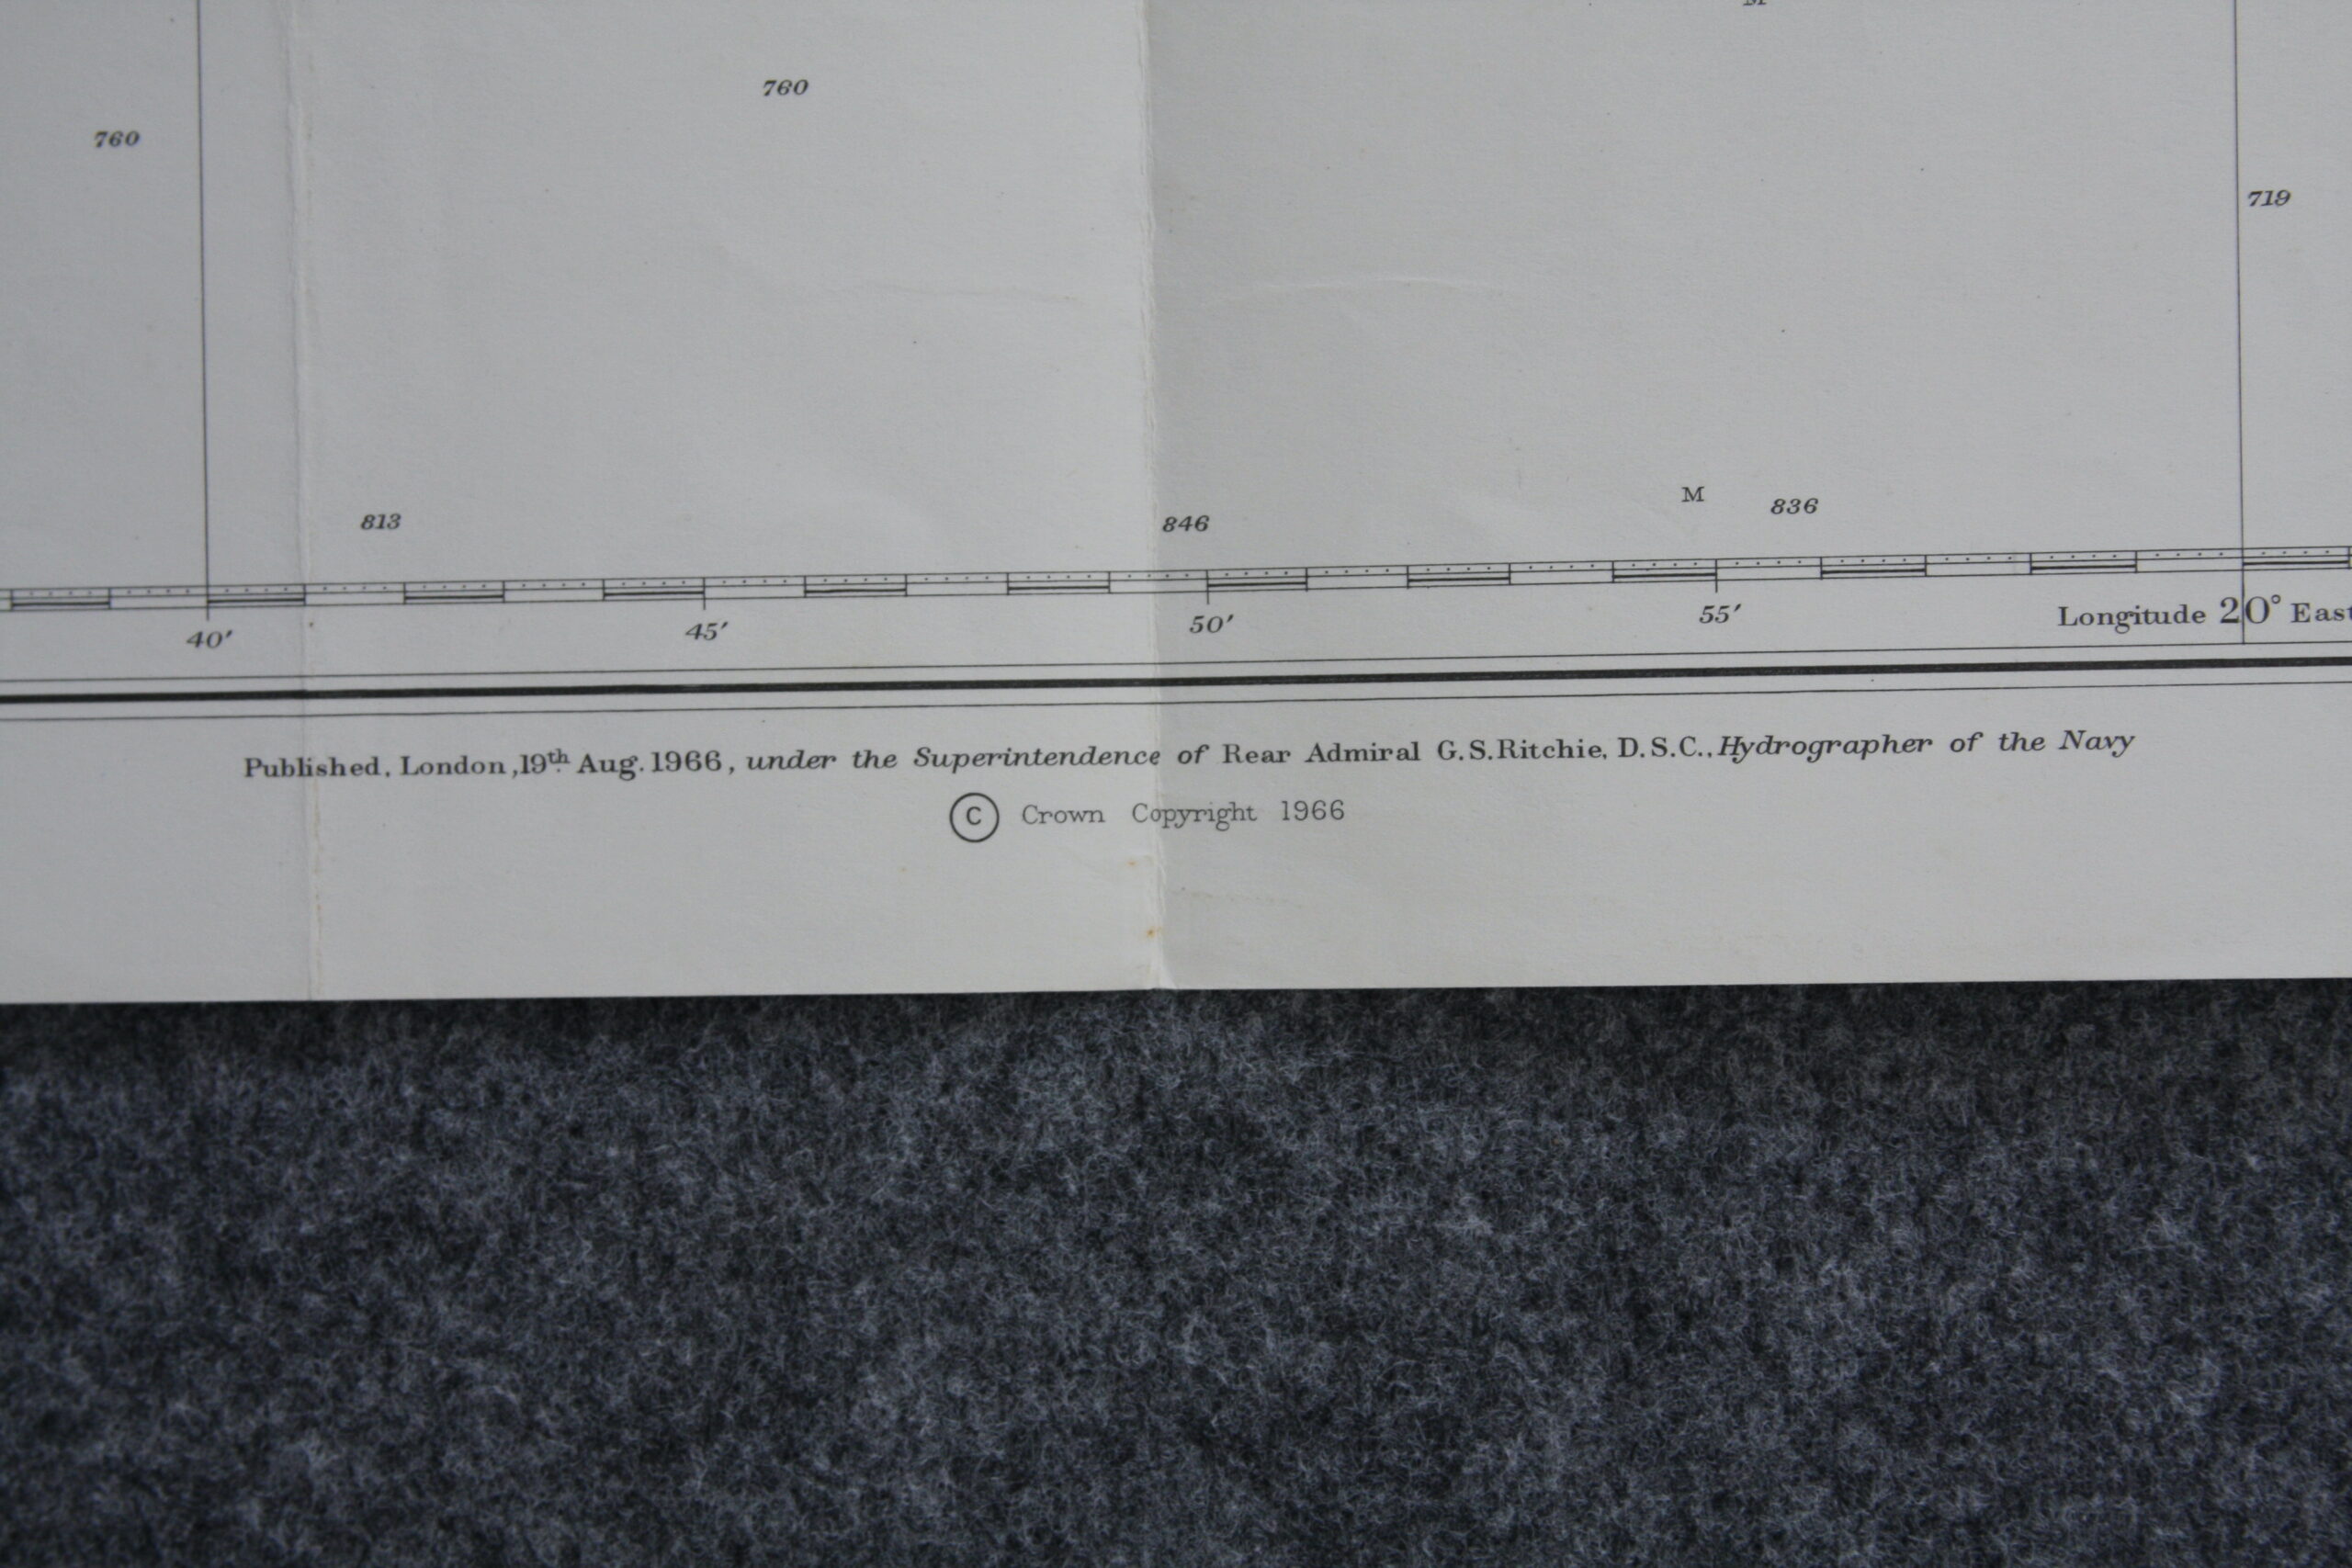 M
760
760
719
M
836
813
846
40′ 45′ 50′ 55′ Longitude 20° East
Published, London, 19th Aug. 1966, under the Superintendence of Rear Admiral G.S.Ritchie, D.S.C., Hydrographer of the Navy
© Crown Copyright 1966